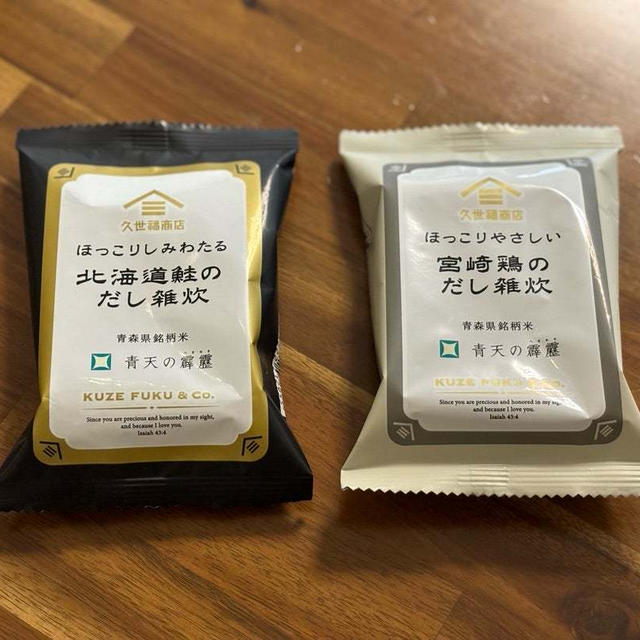 久世福商店
ほっこりしみわたる
北海道鮭の
だし雑炊
青森県銘柄米
青天の霹靂
KUZE FUKU & Co.
Since you are precious and honored in my sight,
and because I love you.
Isaiah 43:4
久世福商店
ほっこりやさしい
宮崎鶏の
だし雑炊
青森県銘柄米
青天の霹靂
KUZE FUKU & Co.
Since you are precious and honored in my sight,
and because I love you.
Isaiah 43:4